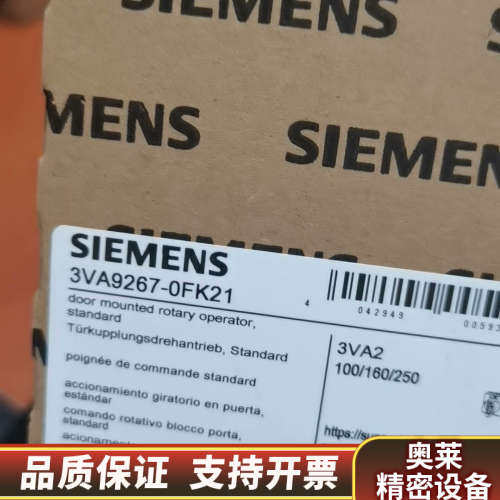 SIEMENS
MENS
SIEMEN
SIEMENS
SIEMENS
3VA9267-0FK21
door mounted rotary operator,
standard
Türkupplungsdrehantrieb, Standard
poignée de commande standard
accionamiento giratorio en puerta,
estándar
comando rotativo blocco porta,
standard
4 042949
3VA2
100/160/250
品质保证 支持开票
奥莱
精密设备